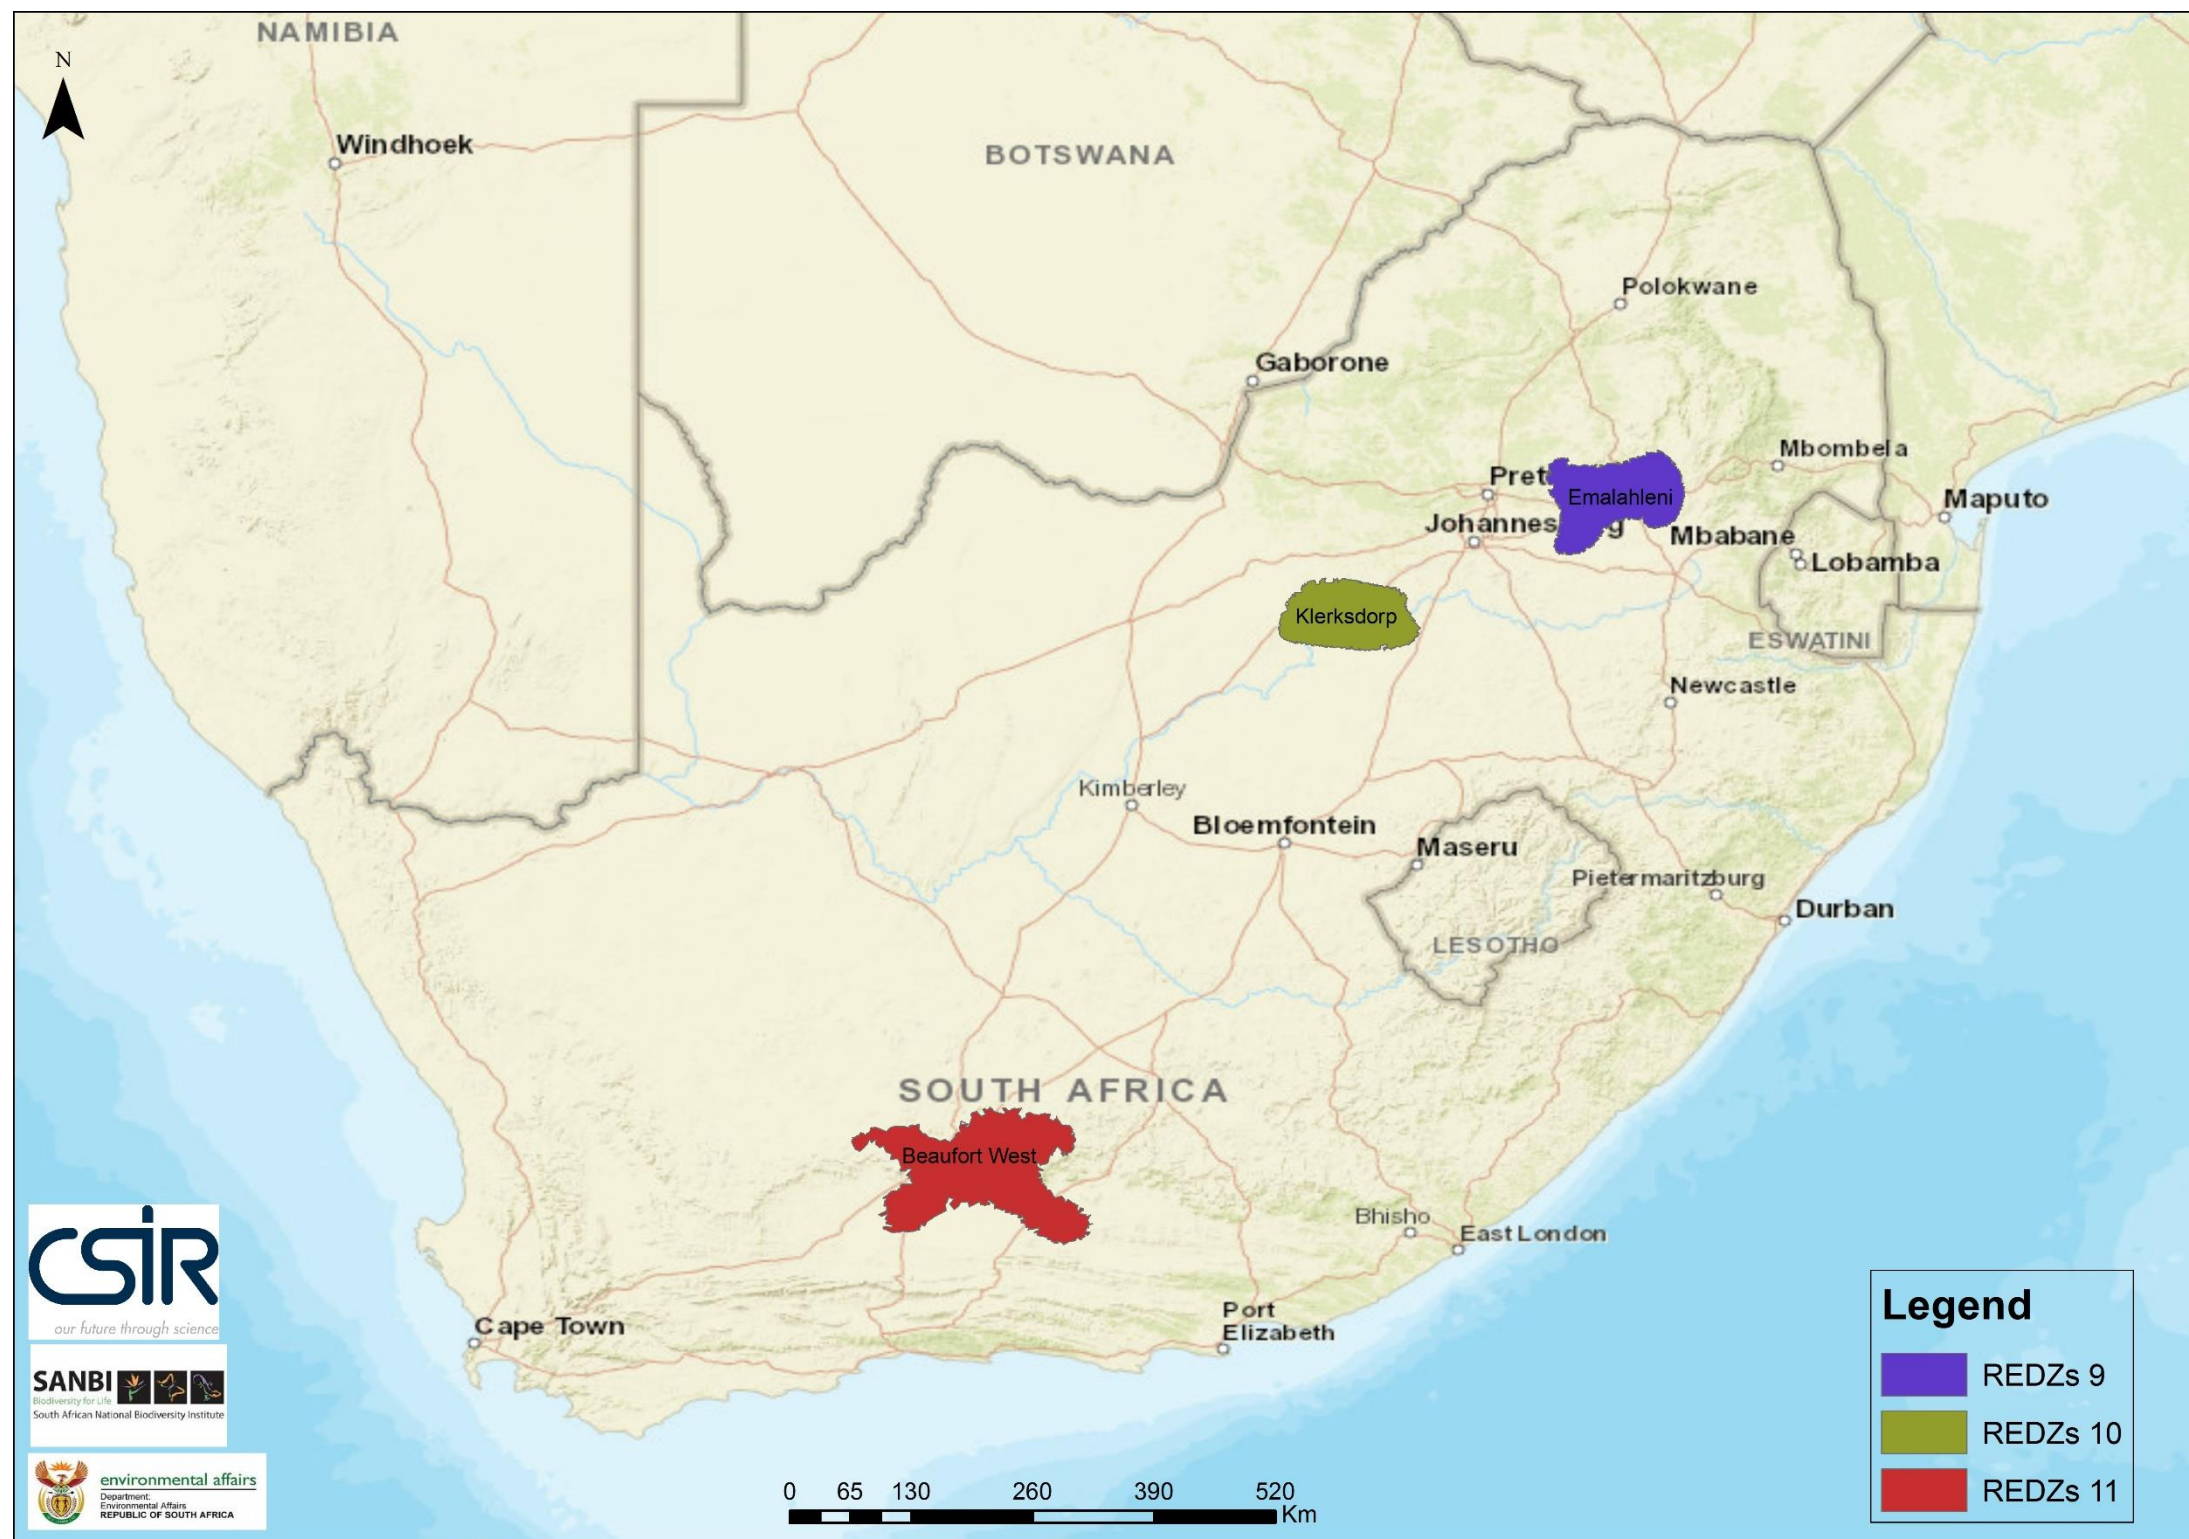 NAMIBIA
N
Windhoek
BOTSWANA
Polokwane
Gaborone
Mbombela
Pret
Emalahleni
Maputo
Johannes g
Mbabane
Lobamba
Klerksdorp
ESWATINI
Newcastle
Kimberley
Bloemfontein
Maseru
Pietermaritzburg
Durban
LESOTHO
SOUTH AFRICA
Beaufort West
Bhisho
East London
Port
Elizabeth
Cape Town
CSIR
our future through science
SANBI
Biodiversity for Life
South African National Biodiversity Institute
environmental affairs
Department:
Environmental Affairs
REPUBLIC OF SOUTH AFRICA
0 65 130 260 390 520
Km
Legend
REDZs 9
REDZs 10
REDZs 11